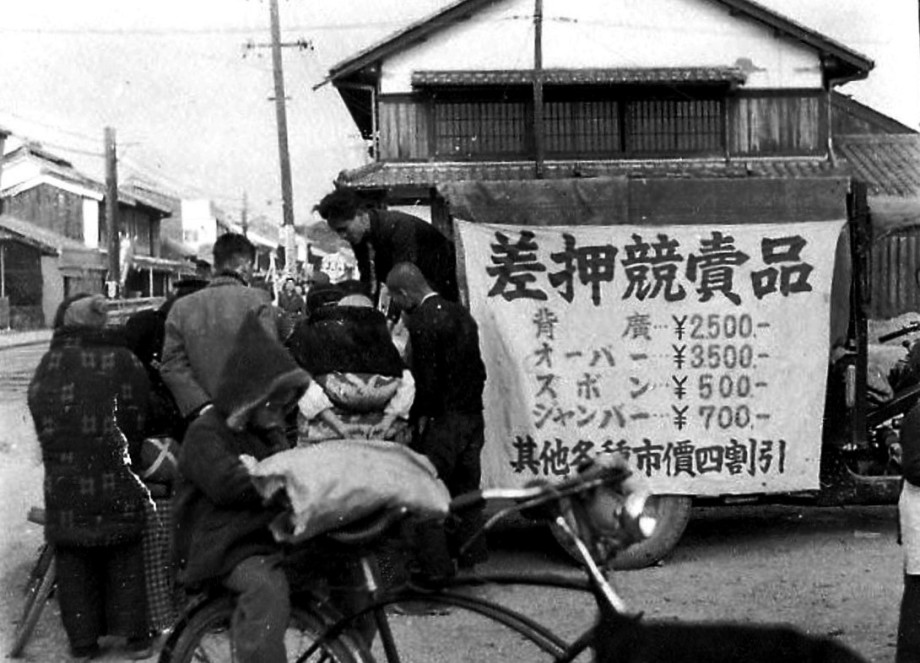 差押競賣品
背廣…¥2500.-
オーバー…¥3500.-
スボン…¥500.-
ジャンバー…¥700.-
其他各種市價四割引